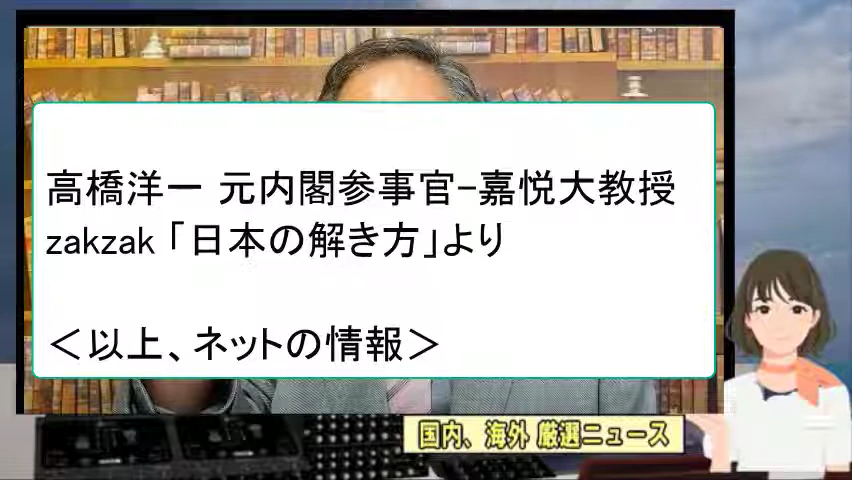 高橋洋一 元内閣参事官-嘉悦大教授
zakzak「日本の解き方」より
＜以上、ネットの情報＞
国内、海外 厳選ニュース